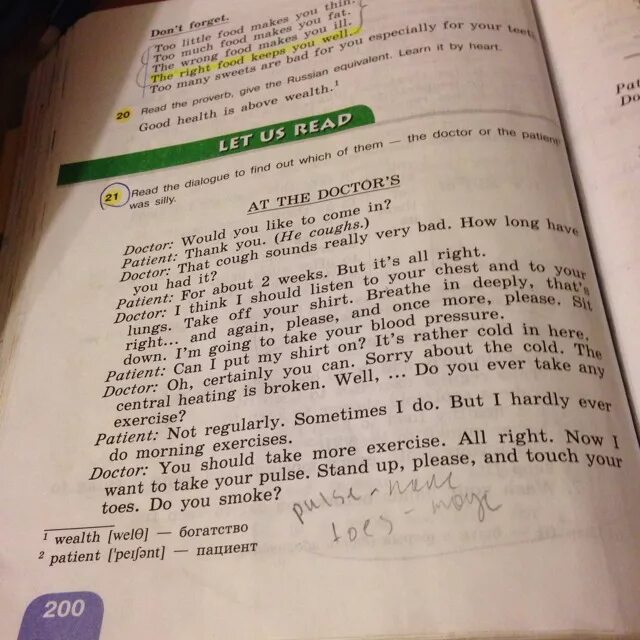 Don't forget.
Too little food makes you thin.
Too much food makes you fat.
The wrong food makes you ill.
The right food keeps you well.
Too many sweets are bad for you especially for your teeth
20 Read the proverb, give the Russian equivalent. Learn it by heart.
Good health is above wealth.¹
LET US READ
21 Read the dialogue to find out which of them — the doctor or the patient
was silly.
AT THE DOCTOR'S
Doctor: Would you like to come in?
Patient: Thank you. (He coughs.)
Doctor: That cough sounds really very bad. How long have
you had it?
Patient: For about 2 weeks. But it's all right.
Doctor: I think I should listen to your chest and to your
lungs. Take off your shirt. Breathe in deeply, that's
right... and again, please, and once more, please. Sit
down. I'm going to take your blood pressure.
Patient: Can I put my shirt on? It's rather cold in here.
Doctor: Oh, certainly you can. Sorry about the cold. The
central heating is broken. Well, ... Do you ever take any
exercise?
Patient: Not regularly. Sometimes I do. But I hardly ever
do morning exercises.
Doctor: You should take more exercise. All right. Now I
want to take your pulse. Stand up, please, and touch your
toes. Do you smoke?
pulse -
toes -
¹ wealth [welθ] — богатство
² patient ['peɪʃənt] — пациент
200
Pat
Do